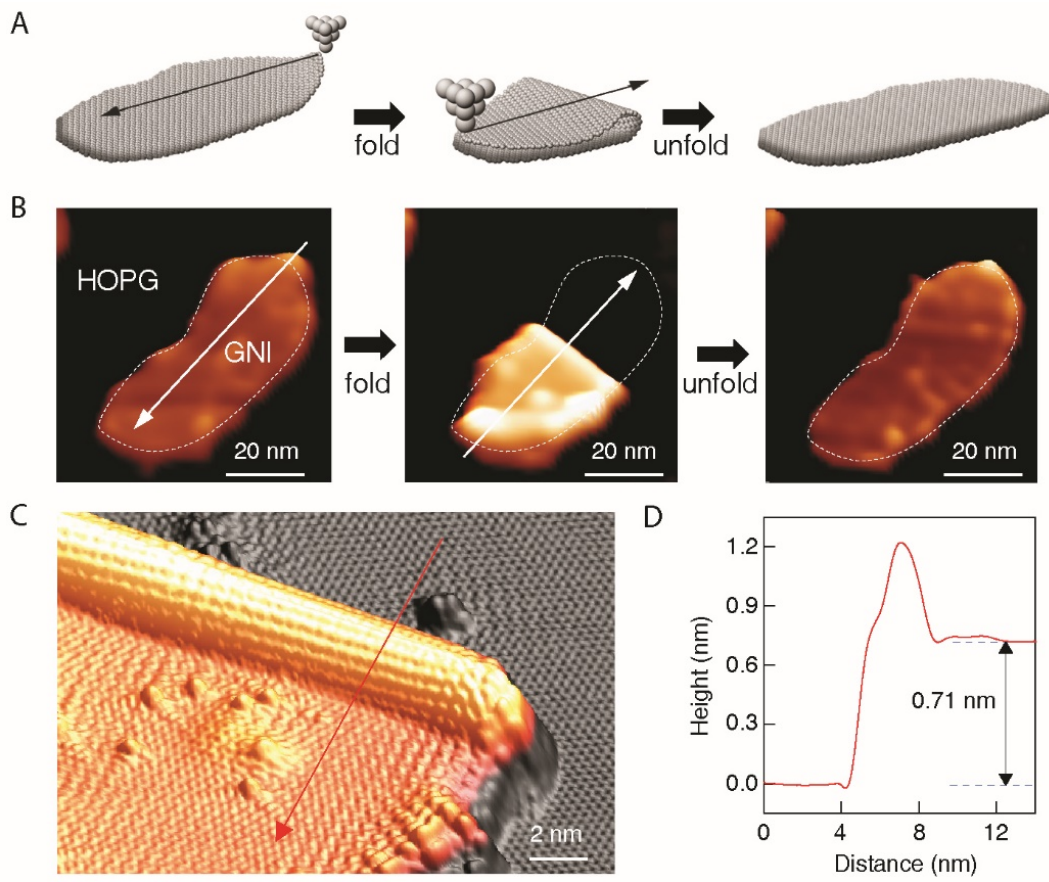 A
fold
unfold
B
HOPG
GNI
20 nm
fold
20 nm
unfold
20 nm
C
2 nm
D
Height (nm)
1.2
0.9
0.6
0.3
0.0
0.71 nm
0
4
8
12
Distance (nm)